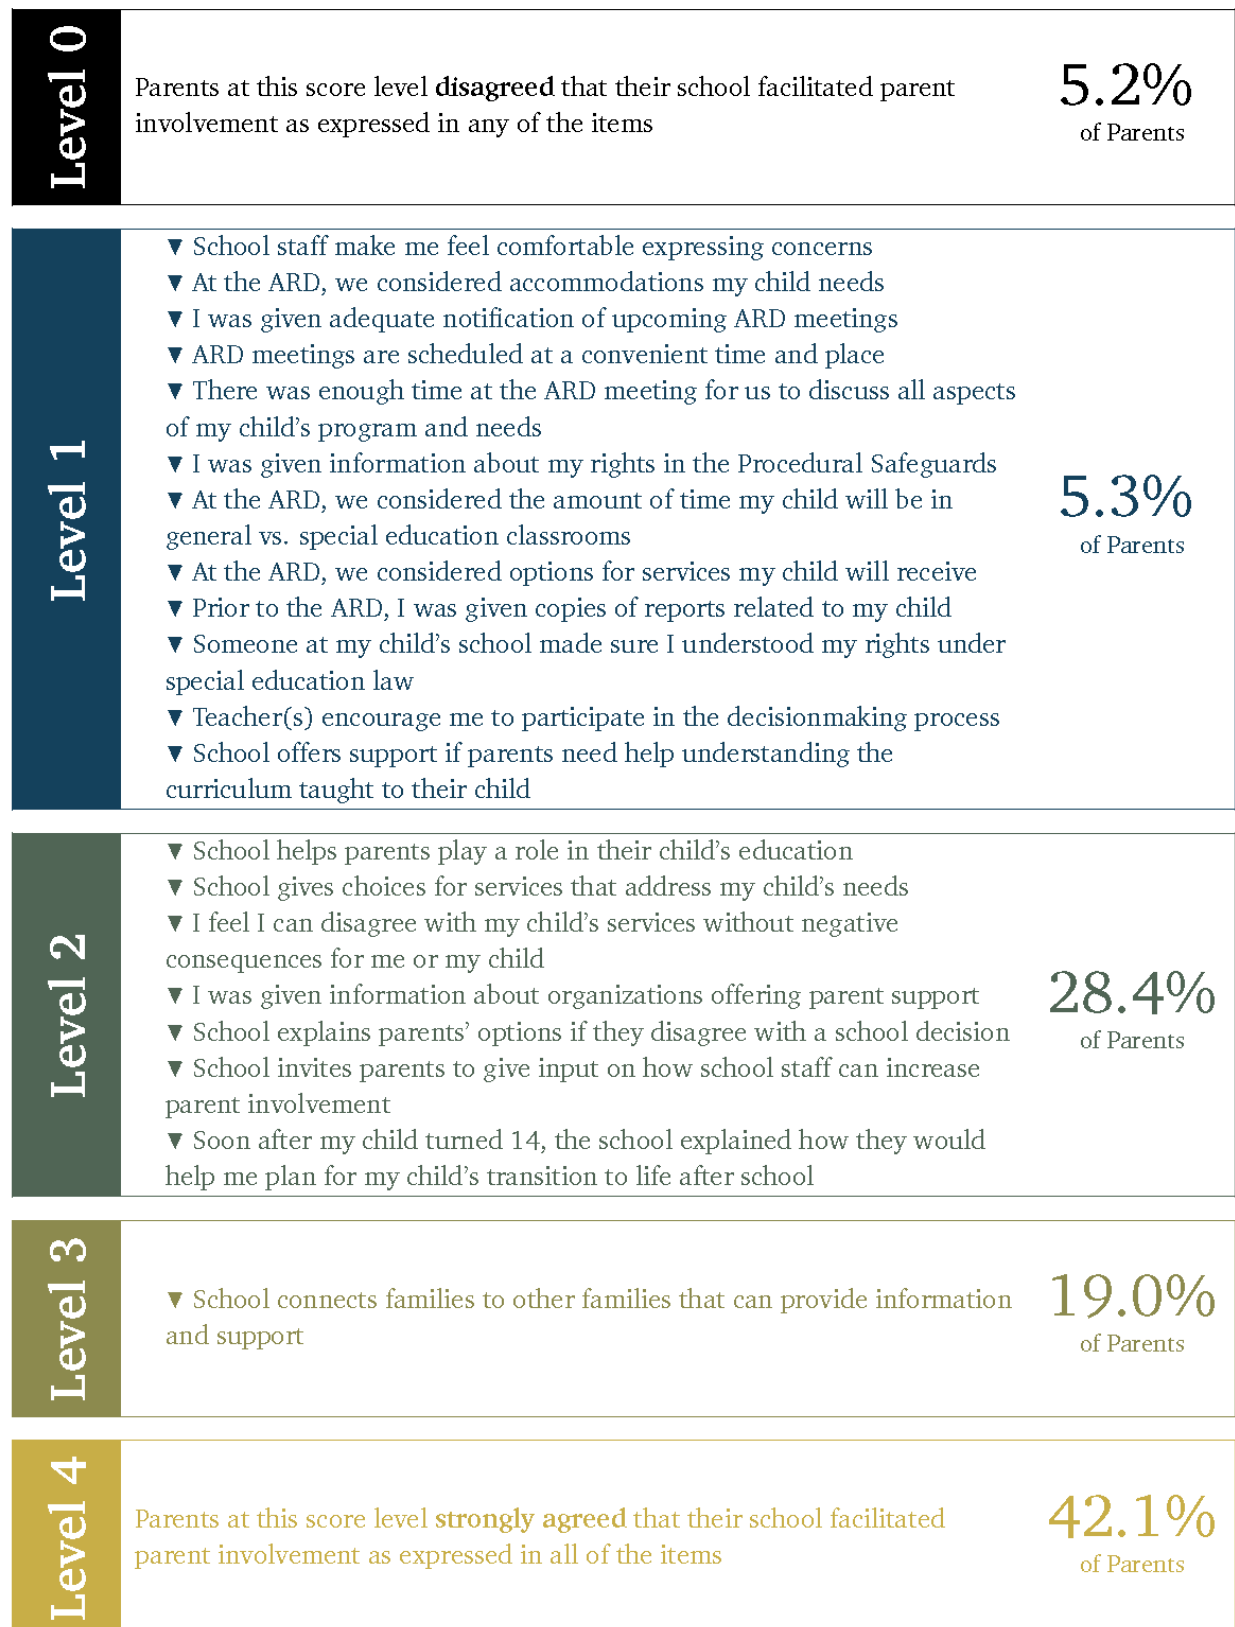 Level 0
Parents at this score level disagreed that their school facilitated parent
involvement as expressed in any of the items
5.2%
of Parents
Level 1
▼ School staff make me feel comfortable expressing concerns
▼ At the ARD, we considered accommodations my child needs
▼ I was given adequate notification of upcoming ARD meetings
▼ ARD meetings are scheduled at a convenient time and place
▼ There was enough time at the ARD meeting for us to discuss all aspects
of my child’s program and needs
▼ I was given information about my rights in the Procedural Safeguards
▼ At the ARD, we considered the amount of time my child will be in
general vs. special education classrooms
▼ At the ARD, we considered options for services my child will receive
▼ Prior to the ARD, I was given copies of reports related to my child
▼ Someone at my child’s school made sure I understood my rights under
special education law
▼ Teacher(s) encourage me to participate in the decisionmaking process
▼ School offers support if parents need help understanding the
curriculum taught to their child
5.3%
of Parents
Level 2
▼ School helps parents play a role in their child’s education
▼ School gives choices for services that address my child’s needs
▼ I feel I can disagree with my child’s services without negative
consequences for me or my child
▼ I was given information about organizations offering parent support
▼ School explains parents’ options if they disagree with a school decision
▼ School invites parents to give input on how school staff can increase
parent involvement
▼ Soon after my child turned 14, the school explained how they would
help me plan for my child’s transition to life after school
28.4%
of Parents
Level 3
▼ School connects families to other families that can provide information
and support
19.0%
of Parents
Level 4
Parents at this score level strongly agreed that their school facilitated
parent involvement as expressed in all of the items
42.1%
of Parents